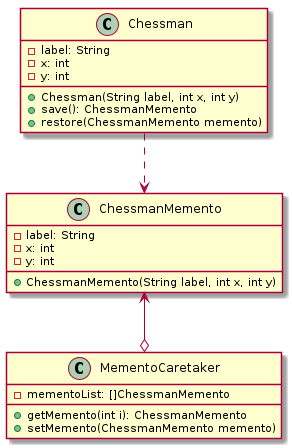 C Chessman
label: String
x: int
y: int
Chessman(String label, int x, int y)
save(): ChessmanMemento
restore(ChessmanMemento memento)
C ChessmanMemento
label: String
x: int
y: int
ChessmanMemento(String label, int x, int y)
C MementoCaretaker
mementoList: []ChessmanMemento
getMemento(int i): ChessmanMemento
setMemento(ChessmanMemento memento)